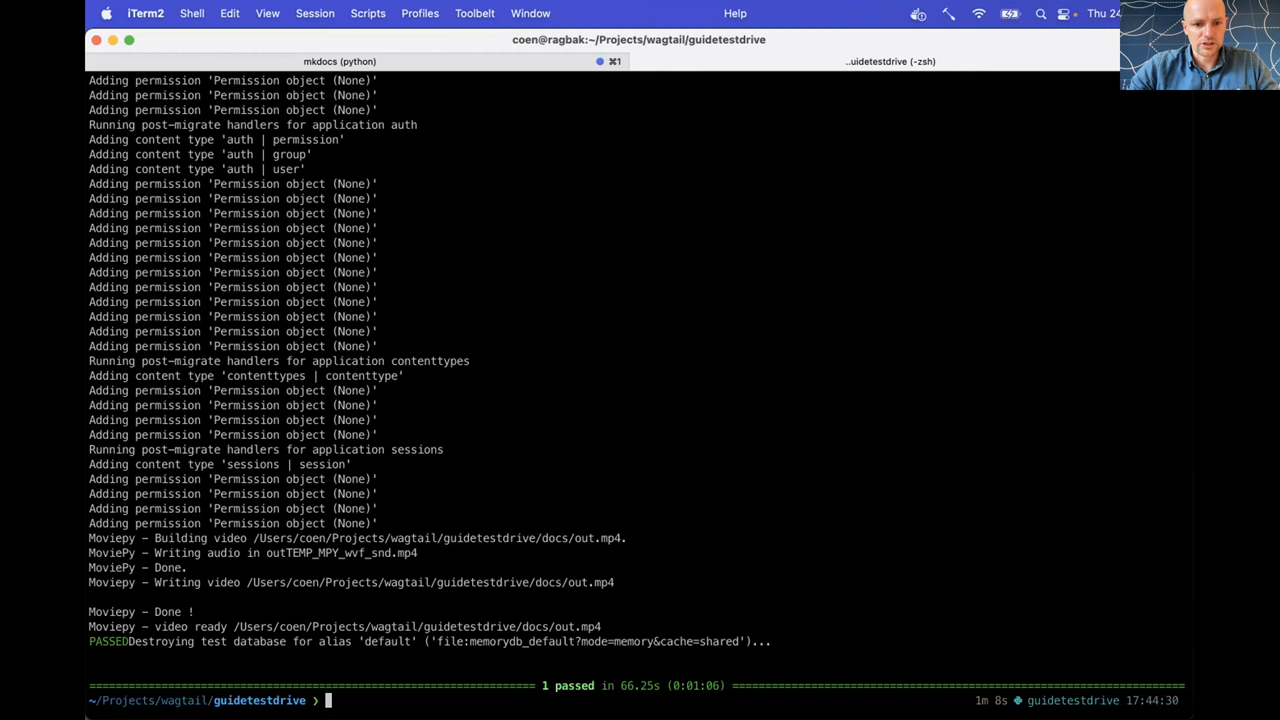 iTerm2 Shell Edit View Session Scripts Profiles Toolbelt Window Help Thu 24
coen@ragbak:~/Projects/wagtail/guidetestdrive
mkdocs (python) ⌘1 ..uidetestdrive (-zsh)
Adding permission 'Permission object (None)'
Adding permission 'Permission object (None)'
Adding permission 'Permission object (None)'
Running post-migrate handlers for application auth
Adding content type 'auth | permission'
Adding content type 'auth | group'
Adding content type 'auth | user'
Adding permission 'Permission object (None)'
Adding permission 'Permission object (None)'
Adding permission 'Permission object (None)'
Adding permission 'Permission object (None)'
Adding permission 'Permission object (None)'
Adding permission 'Permission object (None)'
Adding permission 'Permission object (None)'
Adding permission 'Permission object (None)'
Adding permission 'Permission object (None)'
Adding permission 'Permission object (None)'
Adding permission 'Permission object (None)'
Adding permission 'Permission object (None)'
Running post-migrate handlers for application contenttypes
Adding content type 'contenttypes | contenttype'
Adding permission 'Permission object (None)'
Adding permission 'Permission object (None)'
Adding permission 'Permission object (None)'
Adding permission 'Permission object (None)'
Running post-migrate handlers for application sessions
Adding content type 'sessions | session'
Adding permission 'Permission object (None)'
Adding permission 'Permission object (None)'
Adding permission 'Permission object (None)'
Adding permission 'Permission object (None)'
Moviepy - Building video /Users/coen/Projects/wagtail/guidetestdrive/docs/out.mp4.
MoviePy - Writing audio in outTEMP_MPY_wvf_snd.mp4
MoviePy - Done.
Moviepy - Writing video /Users/coen/Projects/wagtail/guidetestdrive/docs/out.mp4
Moviepy - Done !
Moviepy - video ready /Users/coen/Projects/wagtail/guidetestdrive/docs/out.mp4
PASSEDDestroying test database for alias 'default' ('file:memorydb_default?mode=memory&cache=shared')...
1 passed in 66.25s (0:01:06)
~/Projects/wagtail/guidetestdrive ❯ 1m 8s guidetestdrive 17:44:30